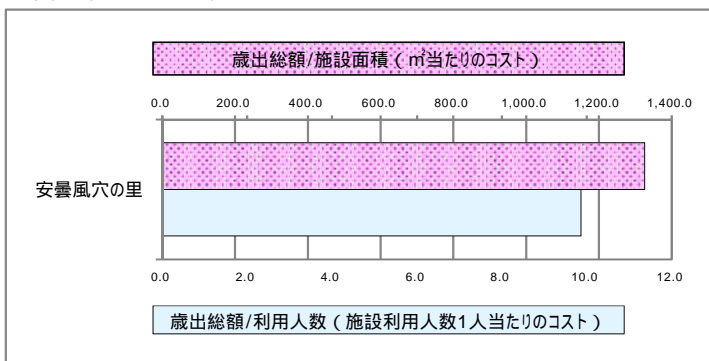 歳出総額/施設面積（㎡当たりのコスト）
0.0 200.0 400.0 600.0 800.0 1,000.0 1,200.0 1,400.0
安曇風穴の里
0.0 2.0 4.0 6.0 8.0 10.0 12.0
歳出総額/利用人数（施設利用人数1人当たりのコスト）